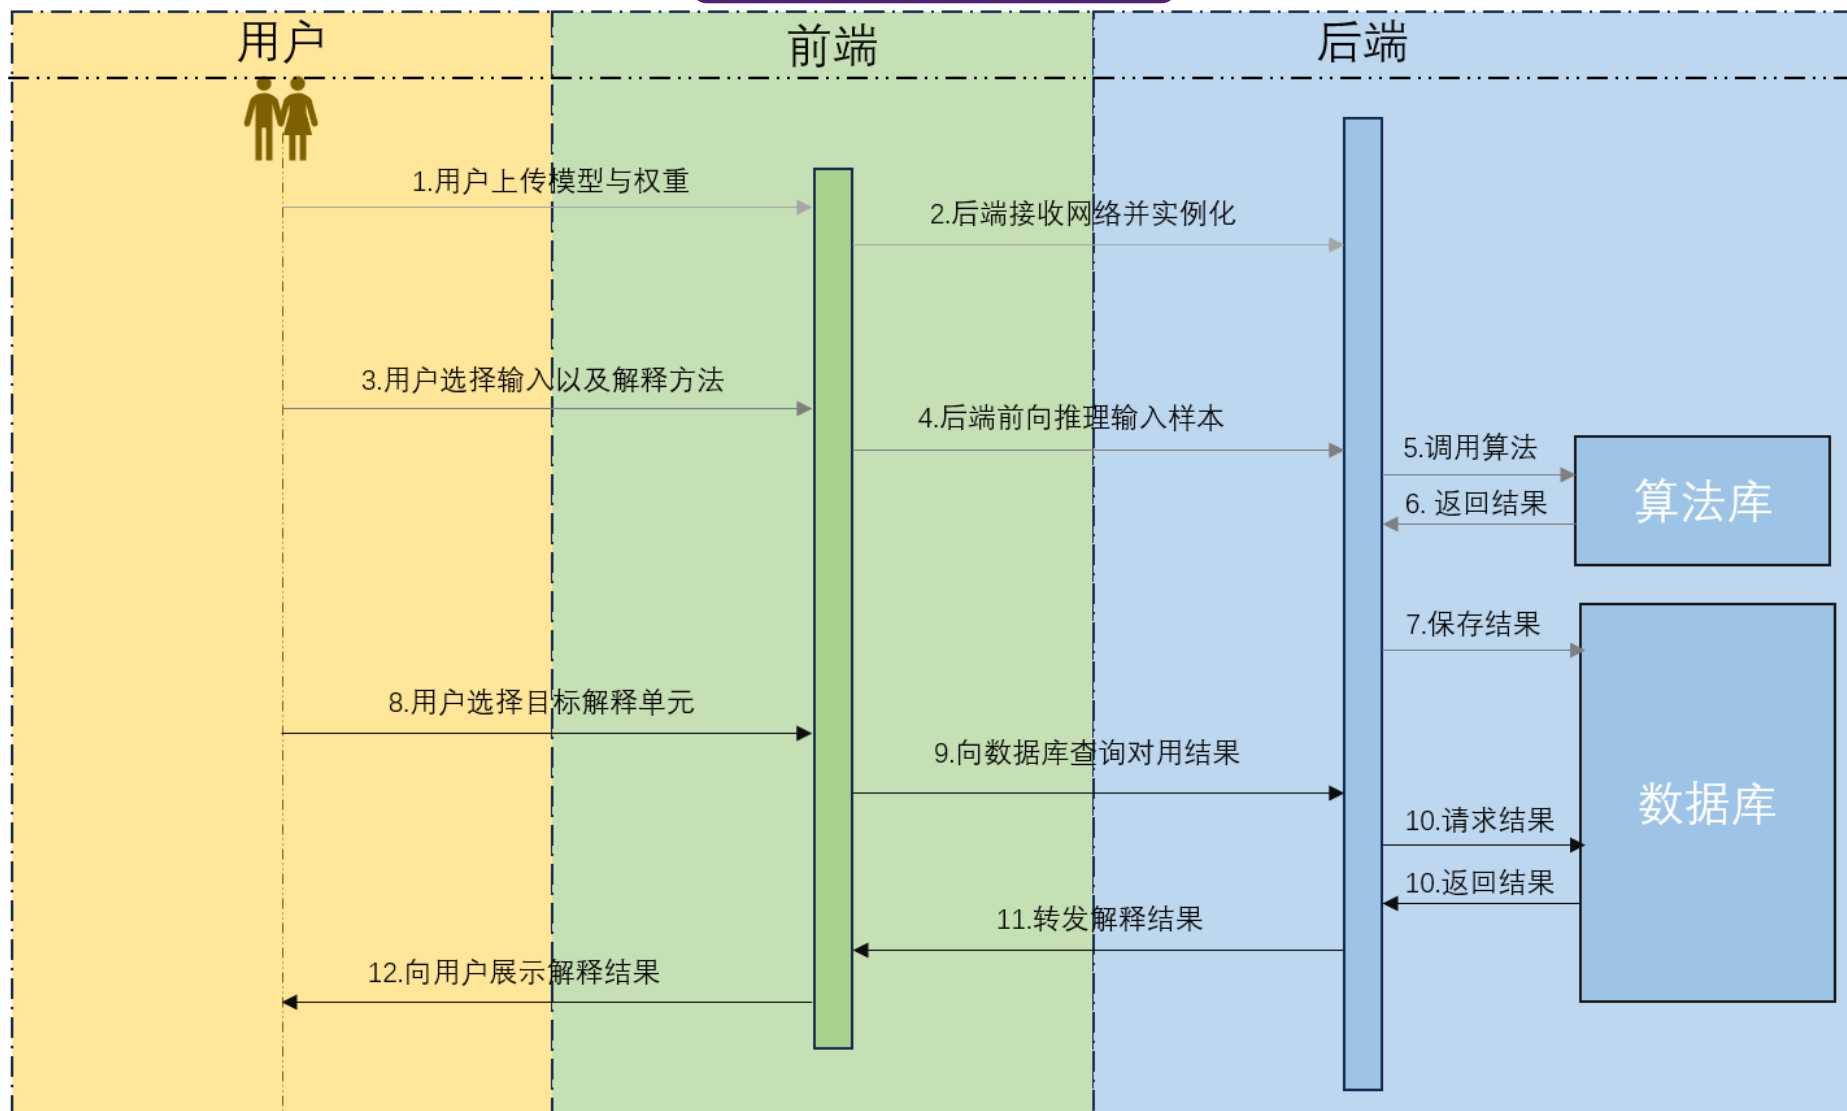 用户
前端
后端
1.用户上传模型与权重
2.后端接收网络并实例化
3.用户选择输入以及解释方法
4.后端前向推理输入样本
5.调用算法
6. 返回结果
算法库
7.保存结果
8.用户选择目标解释单元
9.向数据库查询对用结果
数据库
10.请求结果
10.返回结果
11.转发解释结果
12.向用户展示解释结果